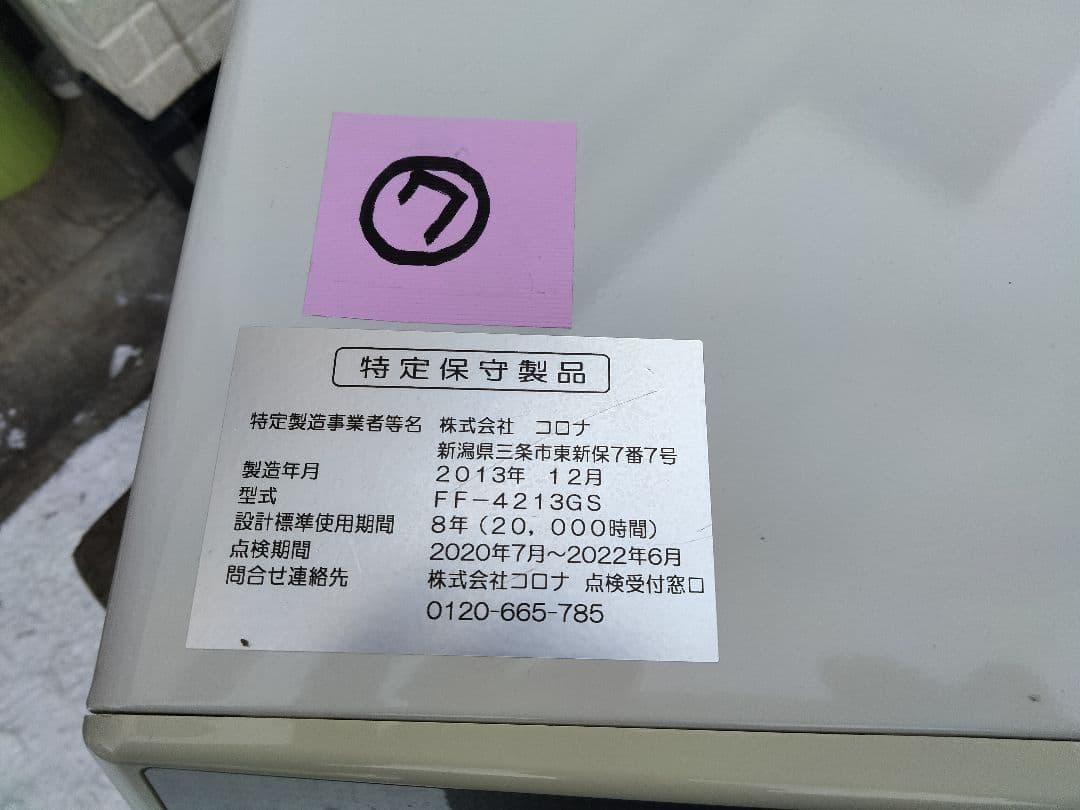 ク
特定保守製品
特定製造事業者等名 株式会社 コロナ
新潟県三条市東新保7番7号
製造年月 2013年 12月
型式 FF-4213GS
設計標準使用期間 8年(20,000時間)
点検期間 2020年7月〜2022年6月
問合せ連絡先 株式会社コロナ 点検受付窓口
0120-665-785